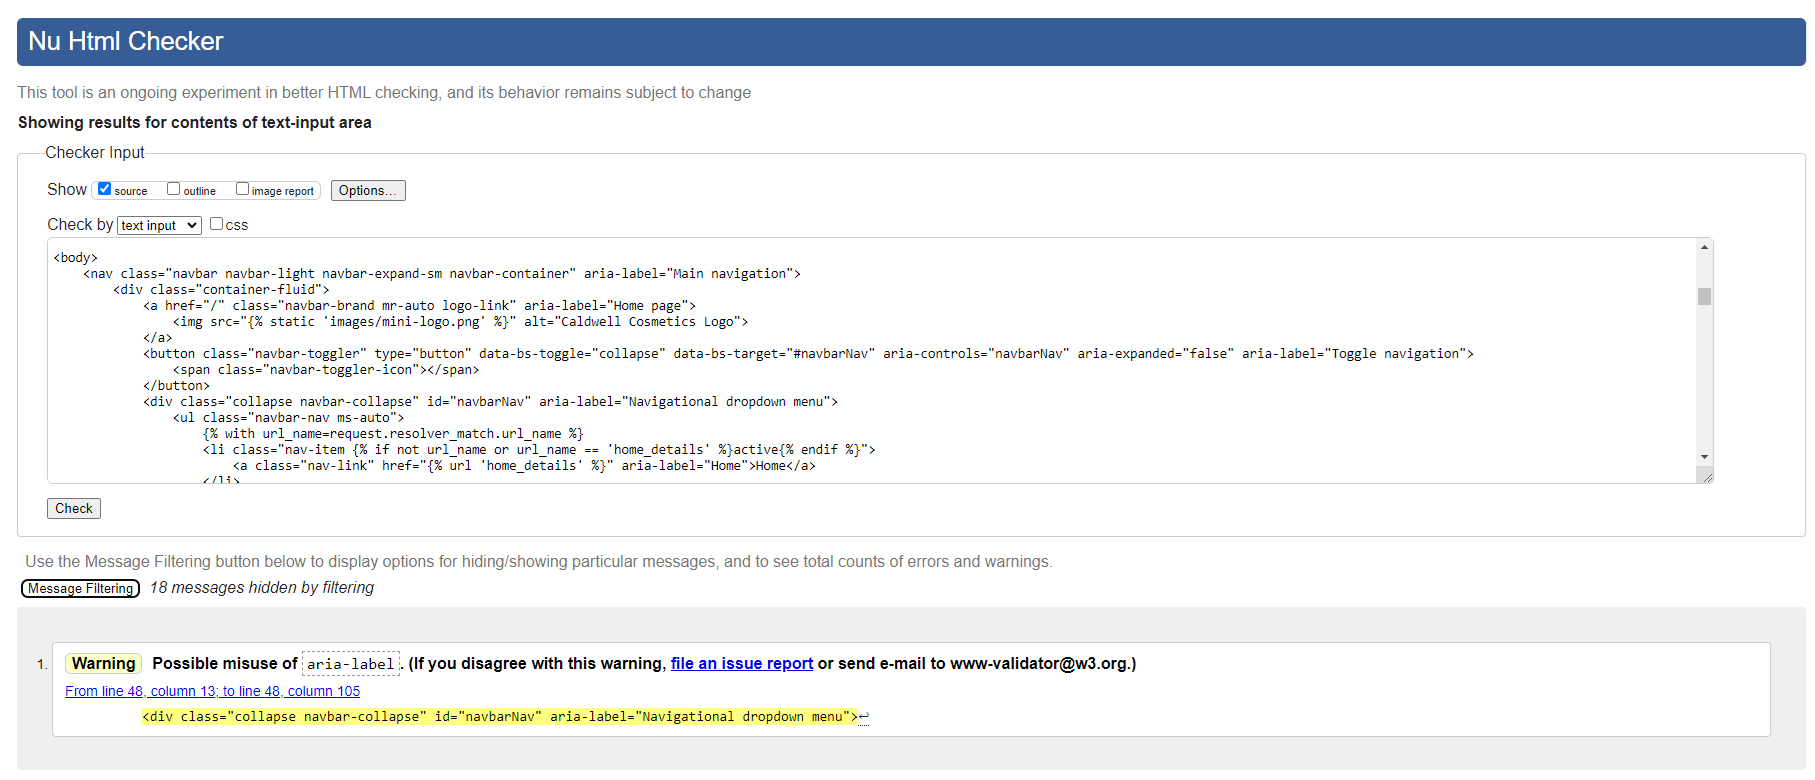 Nu Html Checker
This tool is an ongoing experiment in better HTML checking, and its behavior remains subject to change
Showing results for contents of text-input area
Checker Input
Show source outline image report Options...
Check by text input css
<body>
<nav class="navbar navbar-light navbar-expand-sm navbar-container" aria-label="Main navigation">
<div class="container-fluid">
<a href="/" class="navbar-brand mr-auto logo-link" aria-label="Home page">
<img src="{% static 'images/mini-logo.png' %}" alt="Caldwell Cosmetics Logo">
</a>
<button class="navbar-toggler" type="button" data-bs-toggle="collapse" data-bs-target="#navbarNav" aria-controls="navbarNav" aria-expanded="false" aria-label="Toggle navigation">
<span class="navbar-toggler-icon"></span>
</button>
<div class="collapse navbar-collapse" id="navbarNav" aria-label="Navigational dropdown menu">
<ul class="navbar-nav ms-auto">
{% with url_name=request.resolver_match.url_name %}
<li class="nav-item {% if not url_name or url_name == 'home_details' %}active{% endif %}">
<a class="nav-link" href="{% url 'home_details' %}" aria-label="Home">Home</a>
</li>
Check
Use the Message Filtering button below to display options for hiding/showing particular messages, and to see total counts of errors and warnings.
Message Filtering 18 messages hidden by filtering
1. Warning Possible misuse of aria-label. (If you disagree with this warning, file an issue report or send e-mail to www-validator@w3.org.)
From line 48, column 13; to line 48, column 105
<div class="collapse navbar-collapse" id="navbarNav" aria-label="Navigational dropdown menu">↩